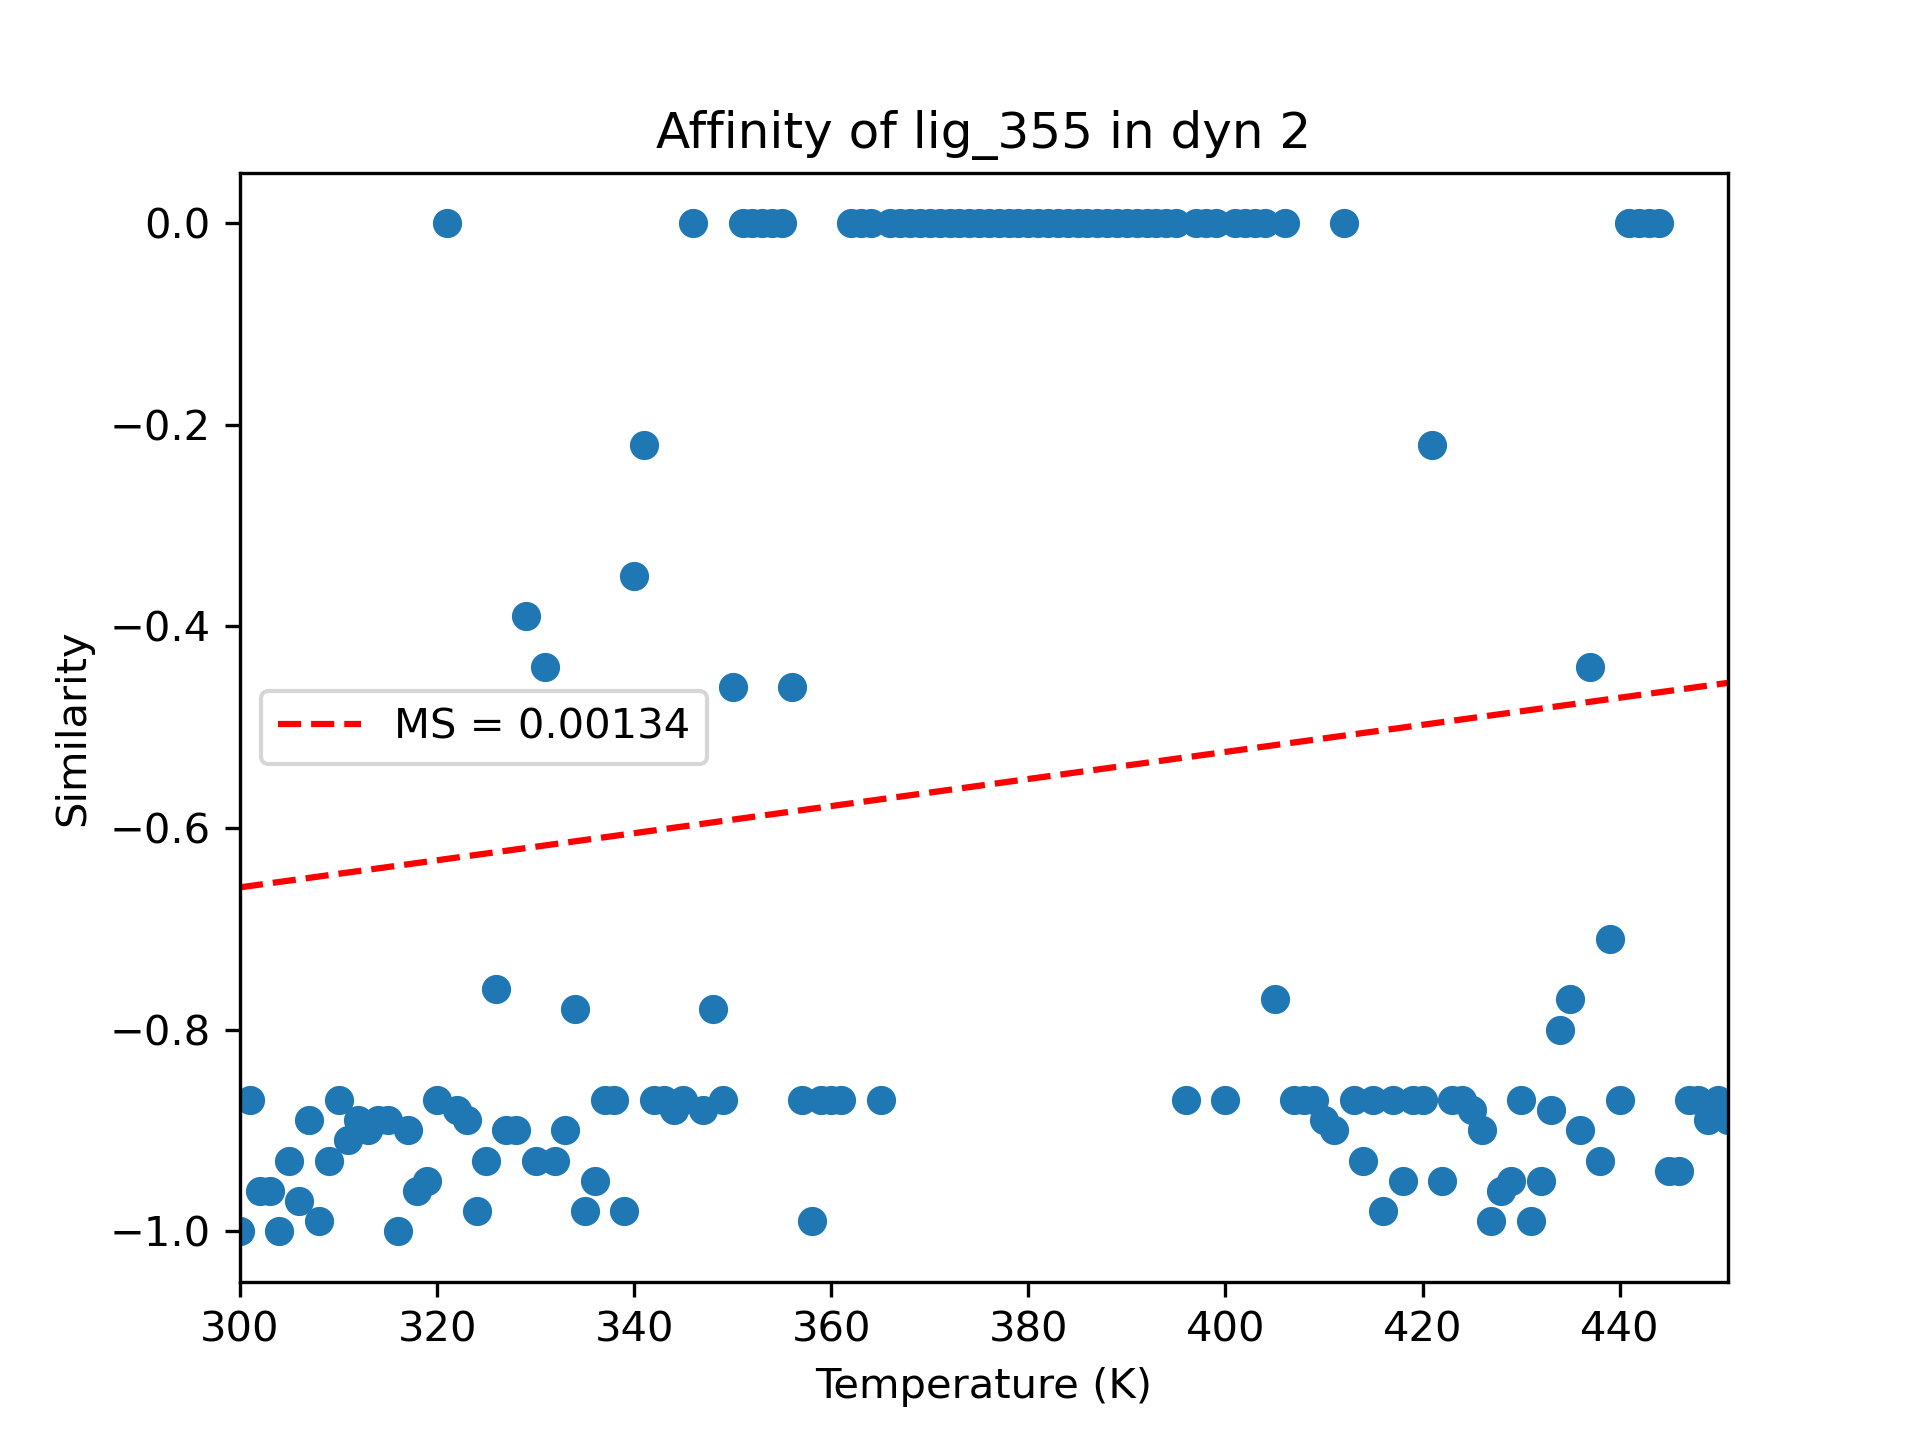 Affinity of lig_355 in dyn 2
0.0
−0.2
−0.4
−0.6
−0.8
−1.0
Similarity
MS = 0.00134
300 320 340 360 380 400 420 440
Temperature (K)